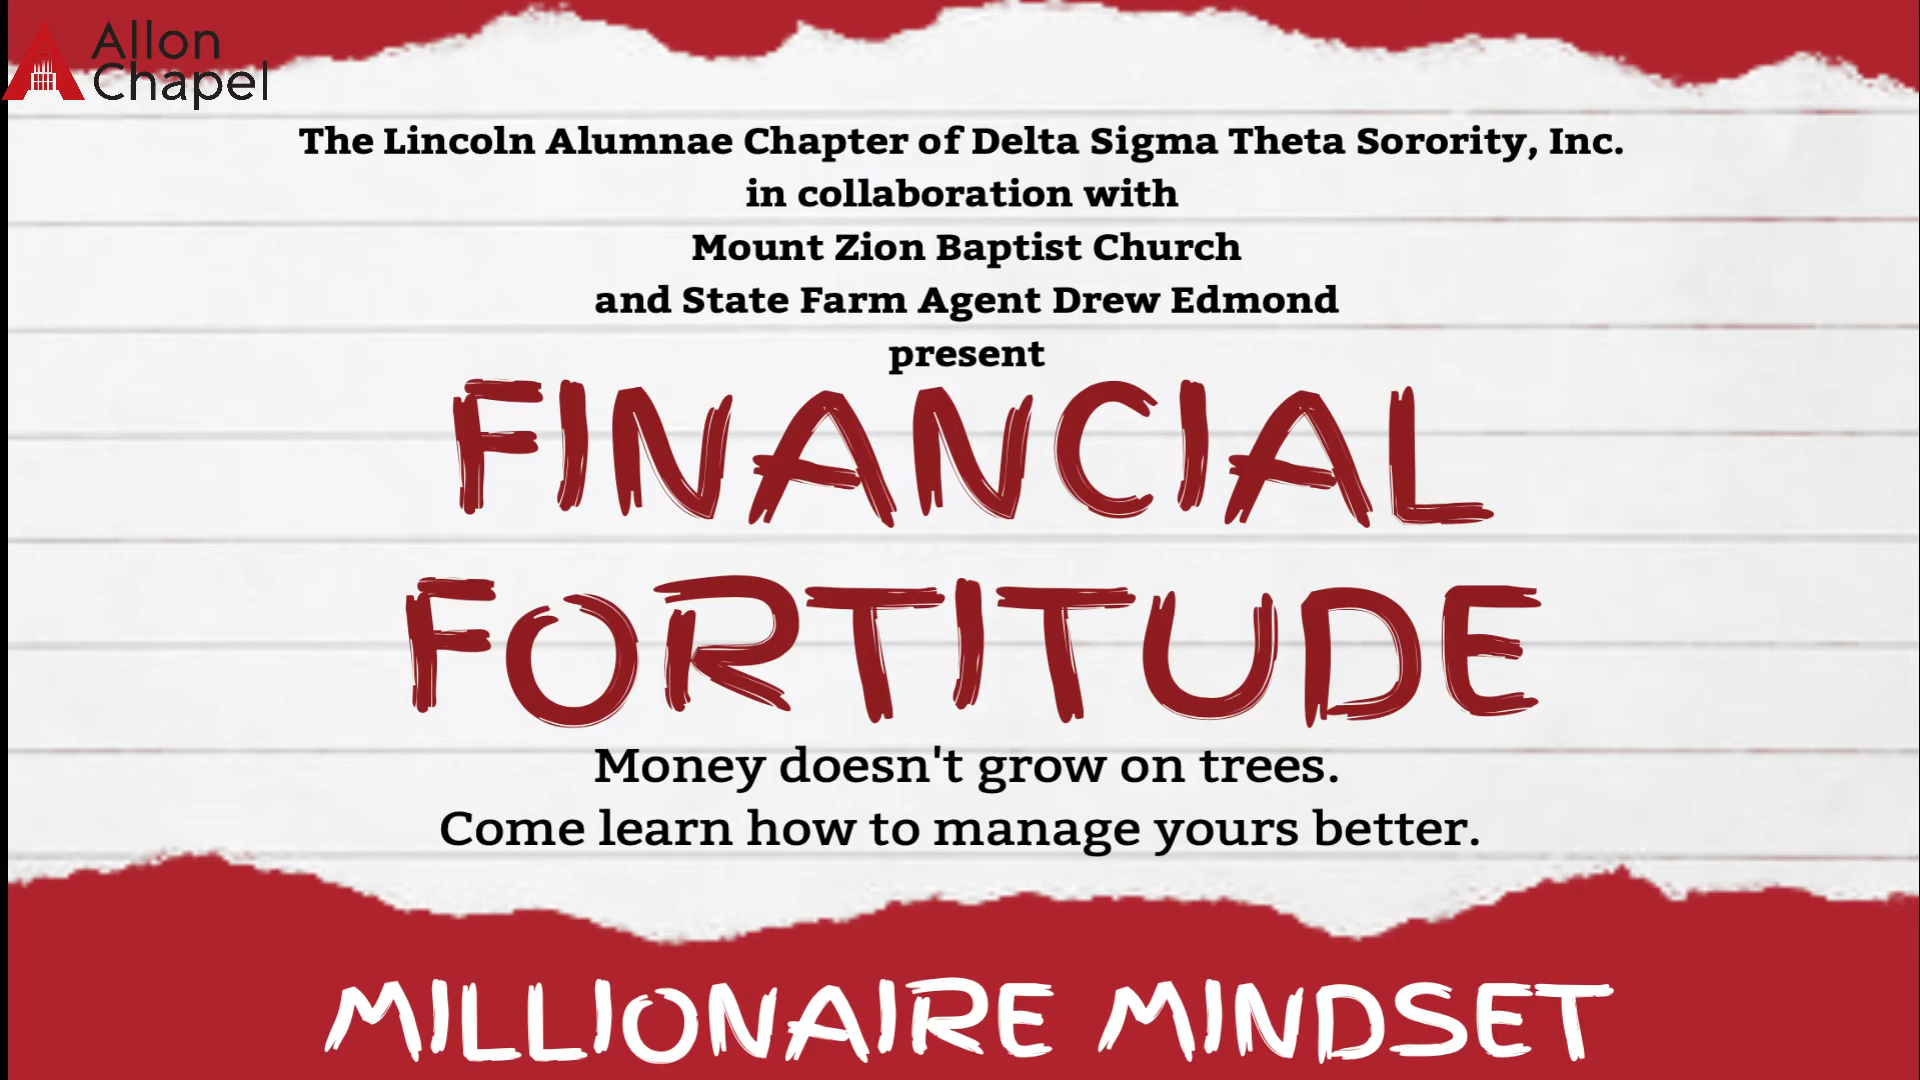 Allon
Chapel
The Lincoln Alumnae Chapter of Delta Sigma Theta Sorority, Inc.
in collaboration with
Mount Zion Baptist Church
and State Farm Agent Drew Edmond
present
FINANCIAL
FORTITUDE
Money doesn't grow on trees.
Come learn how to manage yours better.
MILLIONAIRE MINDSET